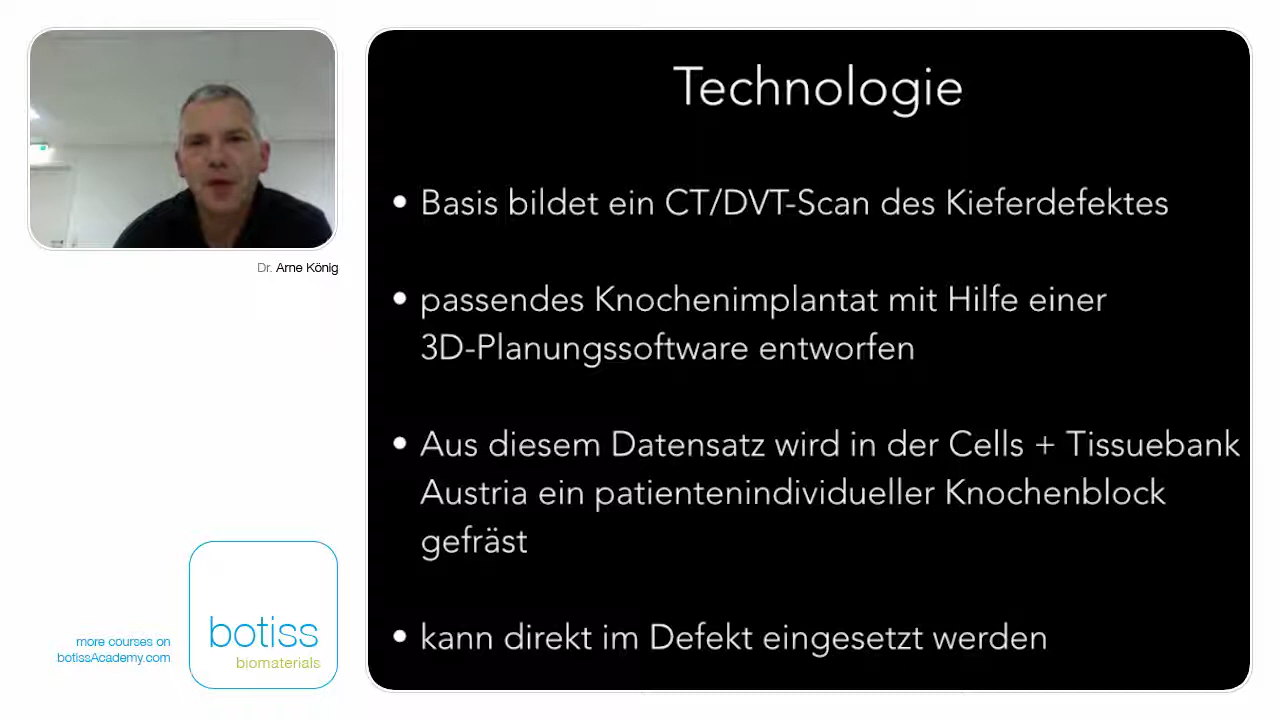 Technologie
• Basis bildet ein CT/DVT-Scan des Kieferdefektes
• passendes Knochenimplantat mit Hilfe einer
3D-Planungssoftware entworfen
• Aus diesem Datensatz wird in der Cells + Tissuebank
Austria ein patientenindividueller Knochenblock
gefräst
• kann direkt im Defekt eingesetzt werden
Dr. Arne König
more courses on
botissAcademy.com
botiss
biomaterials